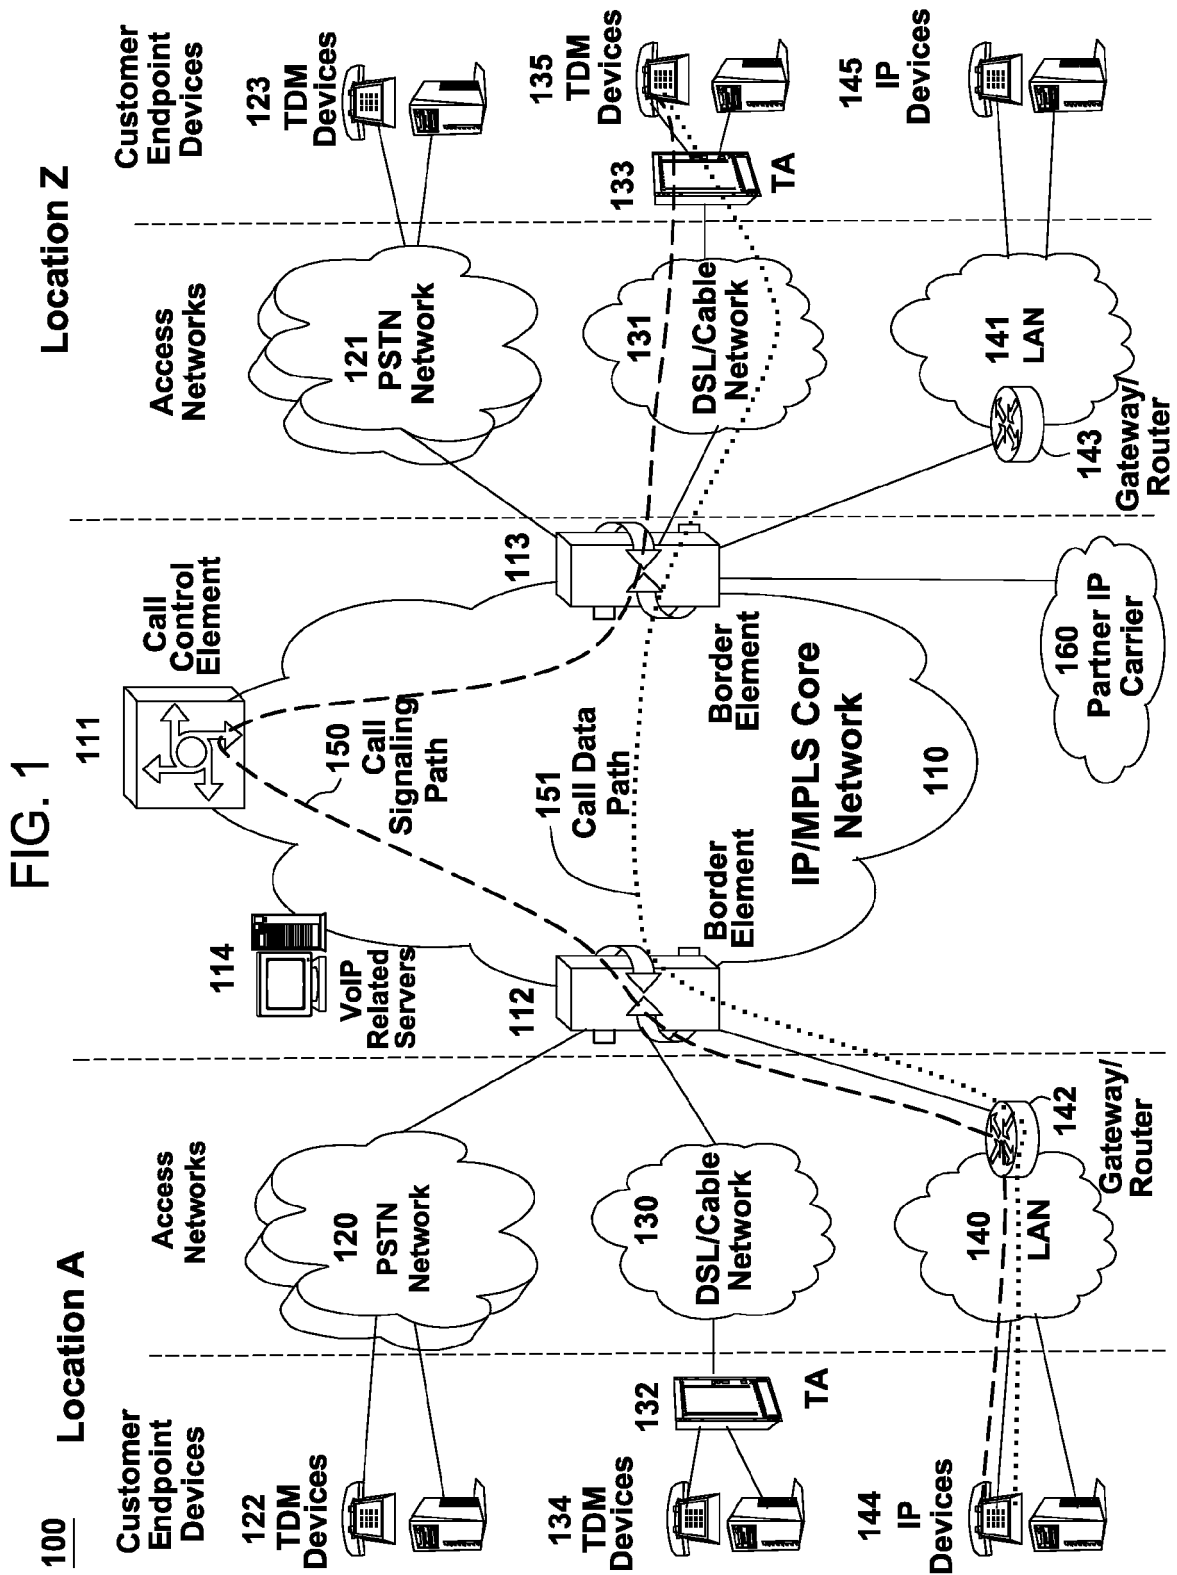 FIG. 1
100
Location A
Location Z
Customer
Endpoint
Devices
Access
Networks
114
VoIP
Related
Servers
111
Call
Control
Element
Access
Networks
Customer
Endpoint
Devices
122
TDM
Devices
120
PSTN
Network
150
Call
Signaling
Path
121
PSTN
Network
123
TDM
Devices
134
TDM
Devices
132
TA
130
DSL/Cable
Network
112
Border
Element
151
Call Data
Path
113
Border
Element
131
DSL/Cable
Network
133
TA
135
TDM
Devices
IP/MPLS Core
Network
110
144
IP
Devices
140
LAN
142
Gateway/
Router
160
Partner IP
Carrier
143
Gateway/
Router
141
LAN
145
IP
Devices